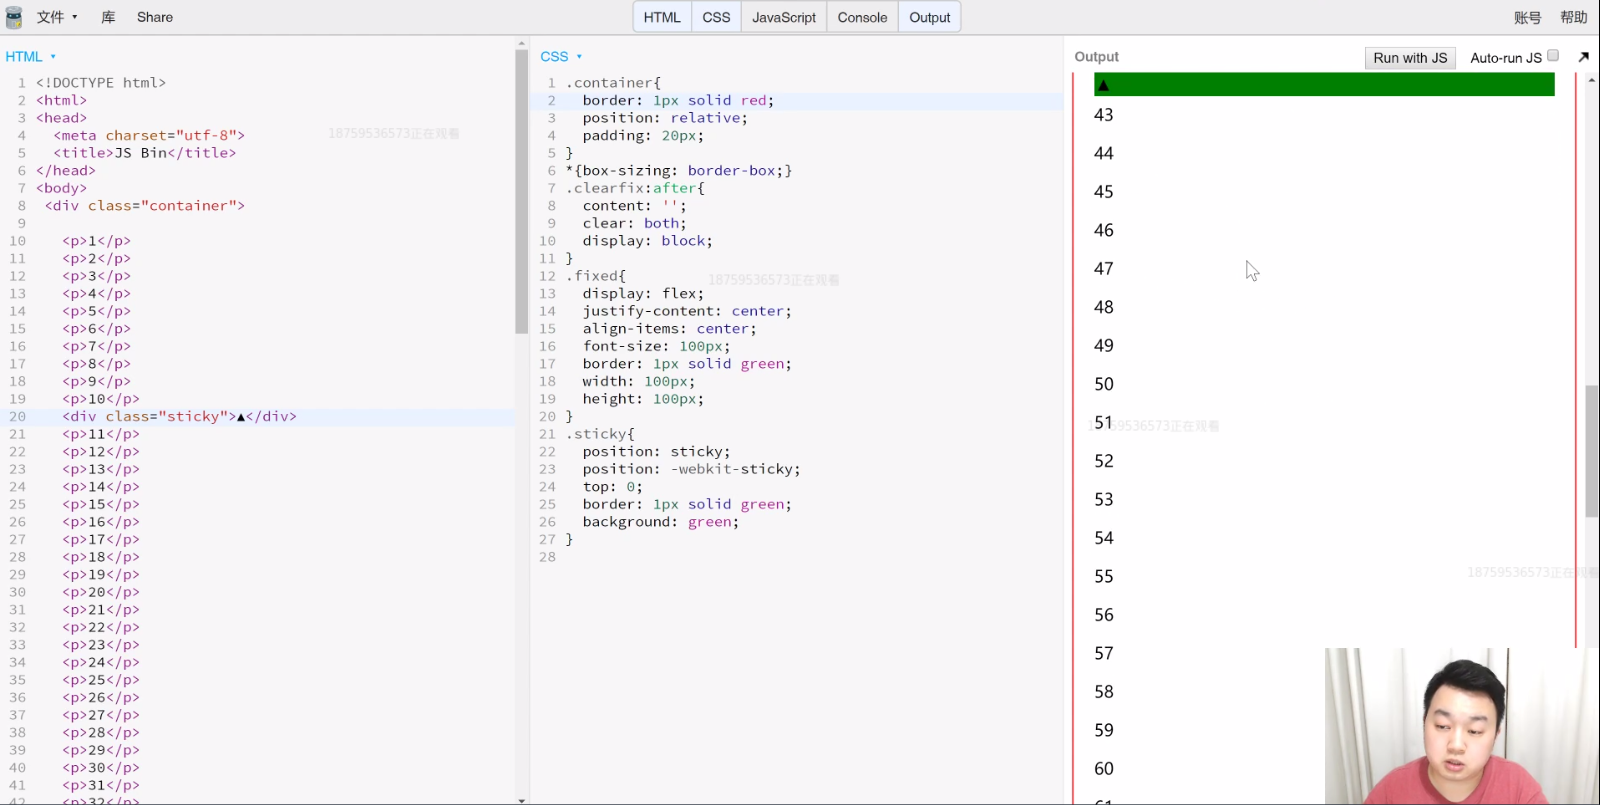 文件 ▾ 库 Share HTML CSS JavaScript Console Output 账号 帮助
HTML ▾
1 <!DOCTYPE html>
2 <html>
3 <head>
4 <meta charset="utf-8">
5 <title>JS Bin</title>
6 </head>
7 <body>
8 <div class="container">
9
10 <p>1</p>
11 <p>2</p>
12 <p>3</p>
13 <p>4</p>
14 <p>5</p>
15 <p>6</p>
16 <p>7</p>
17 <p>8</p>
18 <p>9</p>
19 <p>10</p>
20 <div class="sticky">▲</div>
21 <p>11</p>
22 <p>12</p>
23 <p>13</p>
24 <p>14</p>
25 <p>15</p>
26 <p>16</p>
27 <p>17</p>
28 <p>18</p>
29 <p>19</p>
30 <p>20</p>
31 <p>21</p>
32 <p>22</p>
33 <p>23</p>
34 <p>24</p>
35 <p>25</p>
36 <p>26</p>
37 <p>27</p>
38 <p>28</p>
39 <p>29</p>
40 <p>30</p>
41 <p>31</p>
42 <p>32</p>
18759536573正在观看
CSS ▾
1 .container{
2 border: 1px solid red;
3 position: relative;
4 padding: 20px;
5 }
6 *{box-sizing: border-box;}
7 .clearfix:after{
8 content: '';
9 clear: both;
10 display: block;
11 }
12 .fixed{
13 display: flex;
14 justify-content: center;
15 align-items: center;
16 font-size: 100px;
17 border: 1px solid green;
18 width: 100px;
19 height: 100px;
20 }
21 .sticky{
22 position: sticky;
23 position: -webkit-sticky;
24 top: 0;
25 border: 1px solid green;
26 background: green;
27 }
28
18759536573正在观看
Output Run with JS Auto-run JS
▲
43
44
45
46
47
48
49
50
51
18759536573正在观看
52
53
54
55
18759536573正在观看
56
57
58
59
60
61